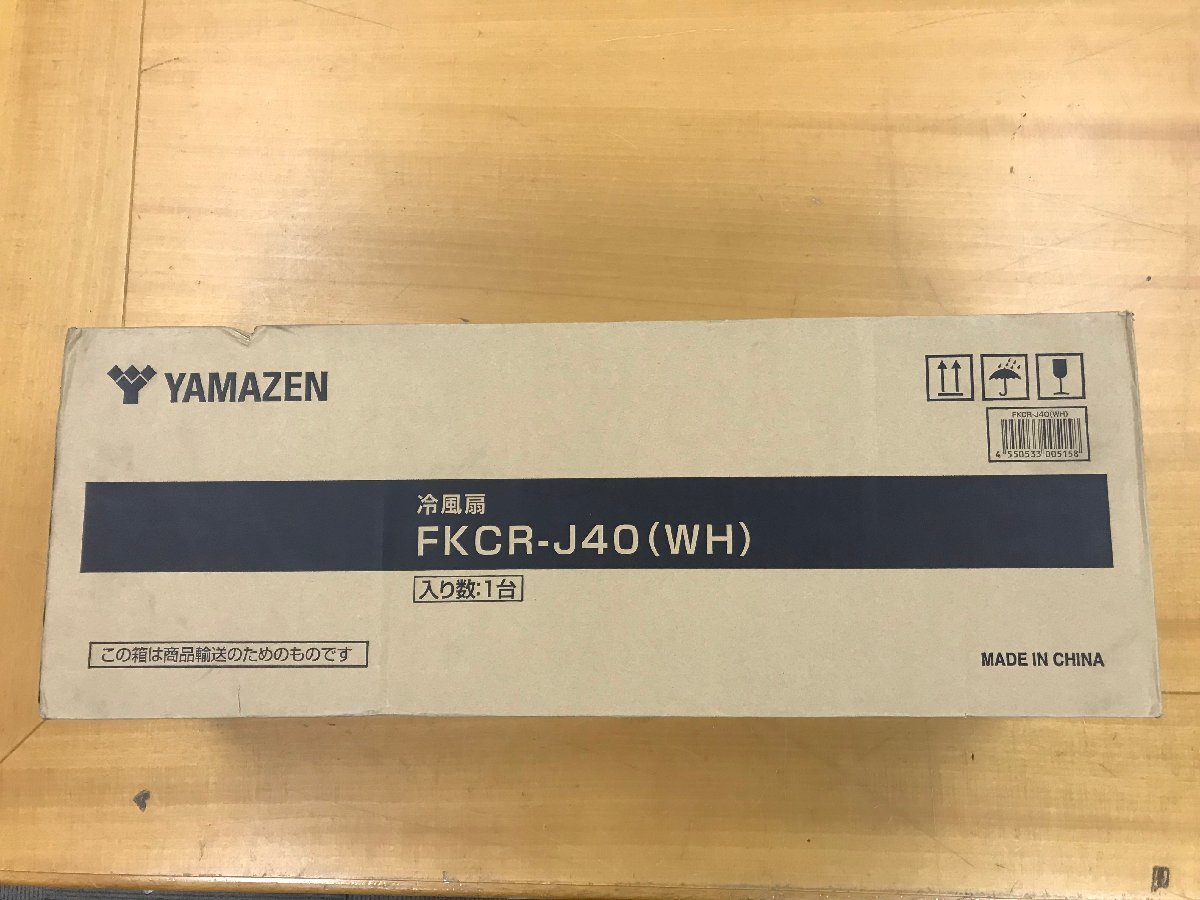 YAMAZEN
FKCR-J40(WH)
4 550533 005158
冷風扇
FKCR-J40(WH)
入り数:1台
この箱は商品輸送のためのものです
MADE IN CHINA